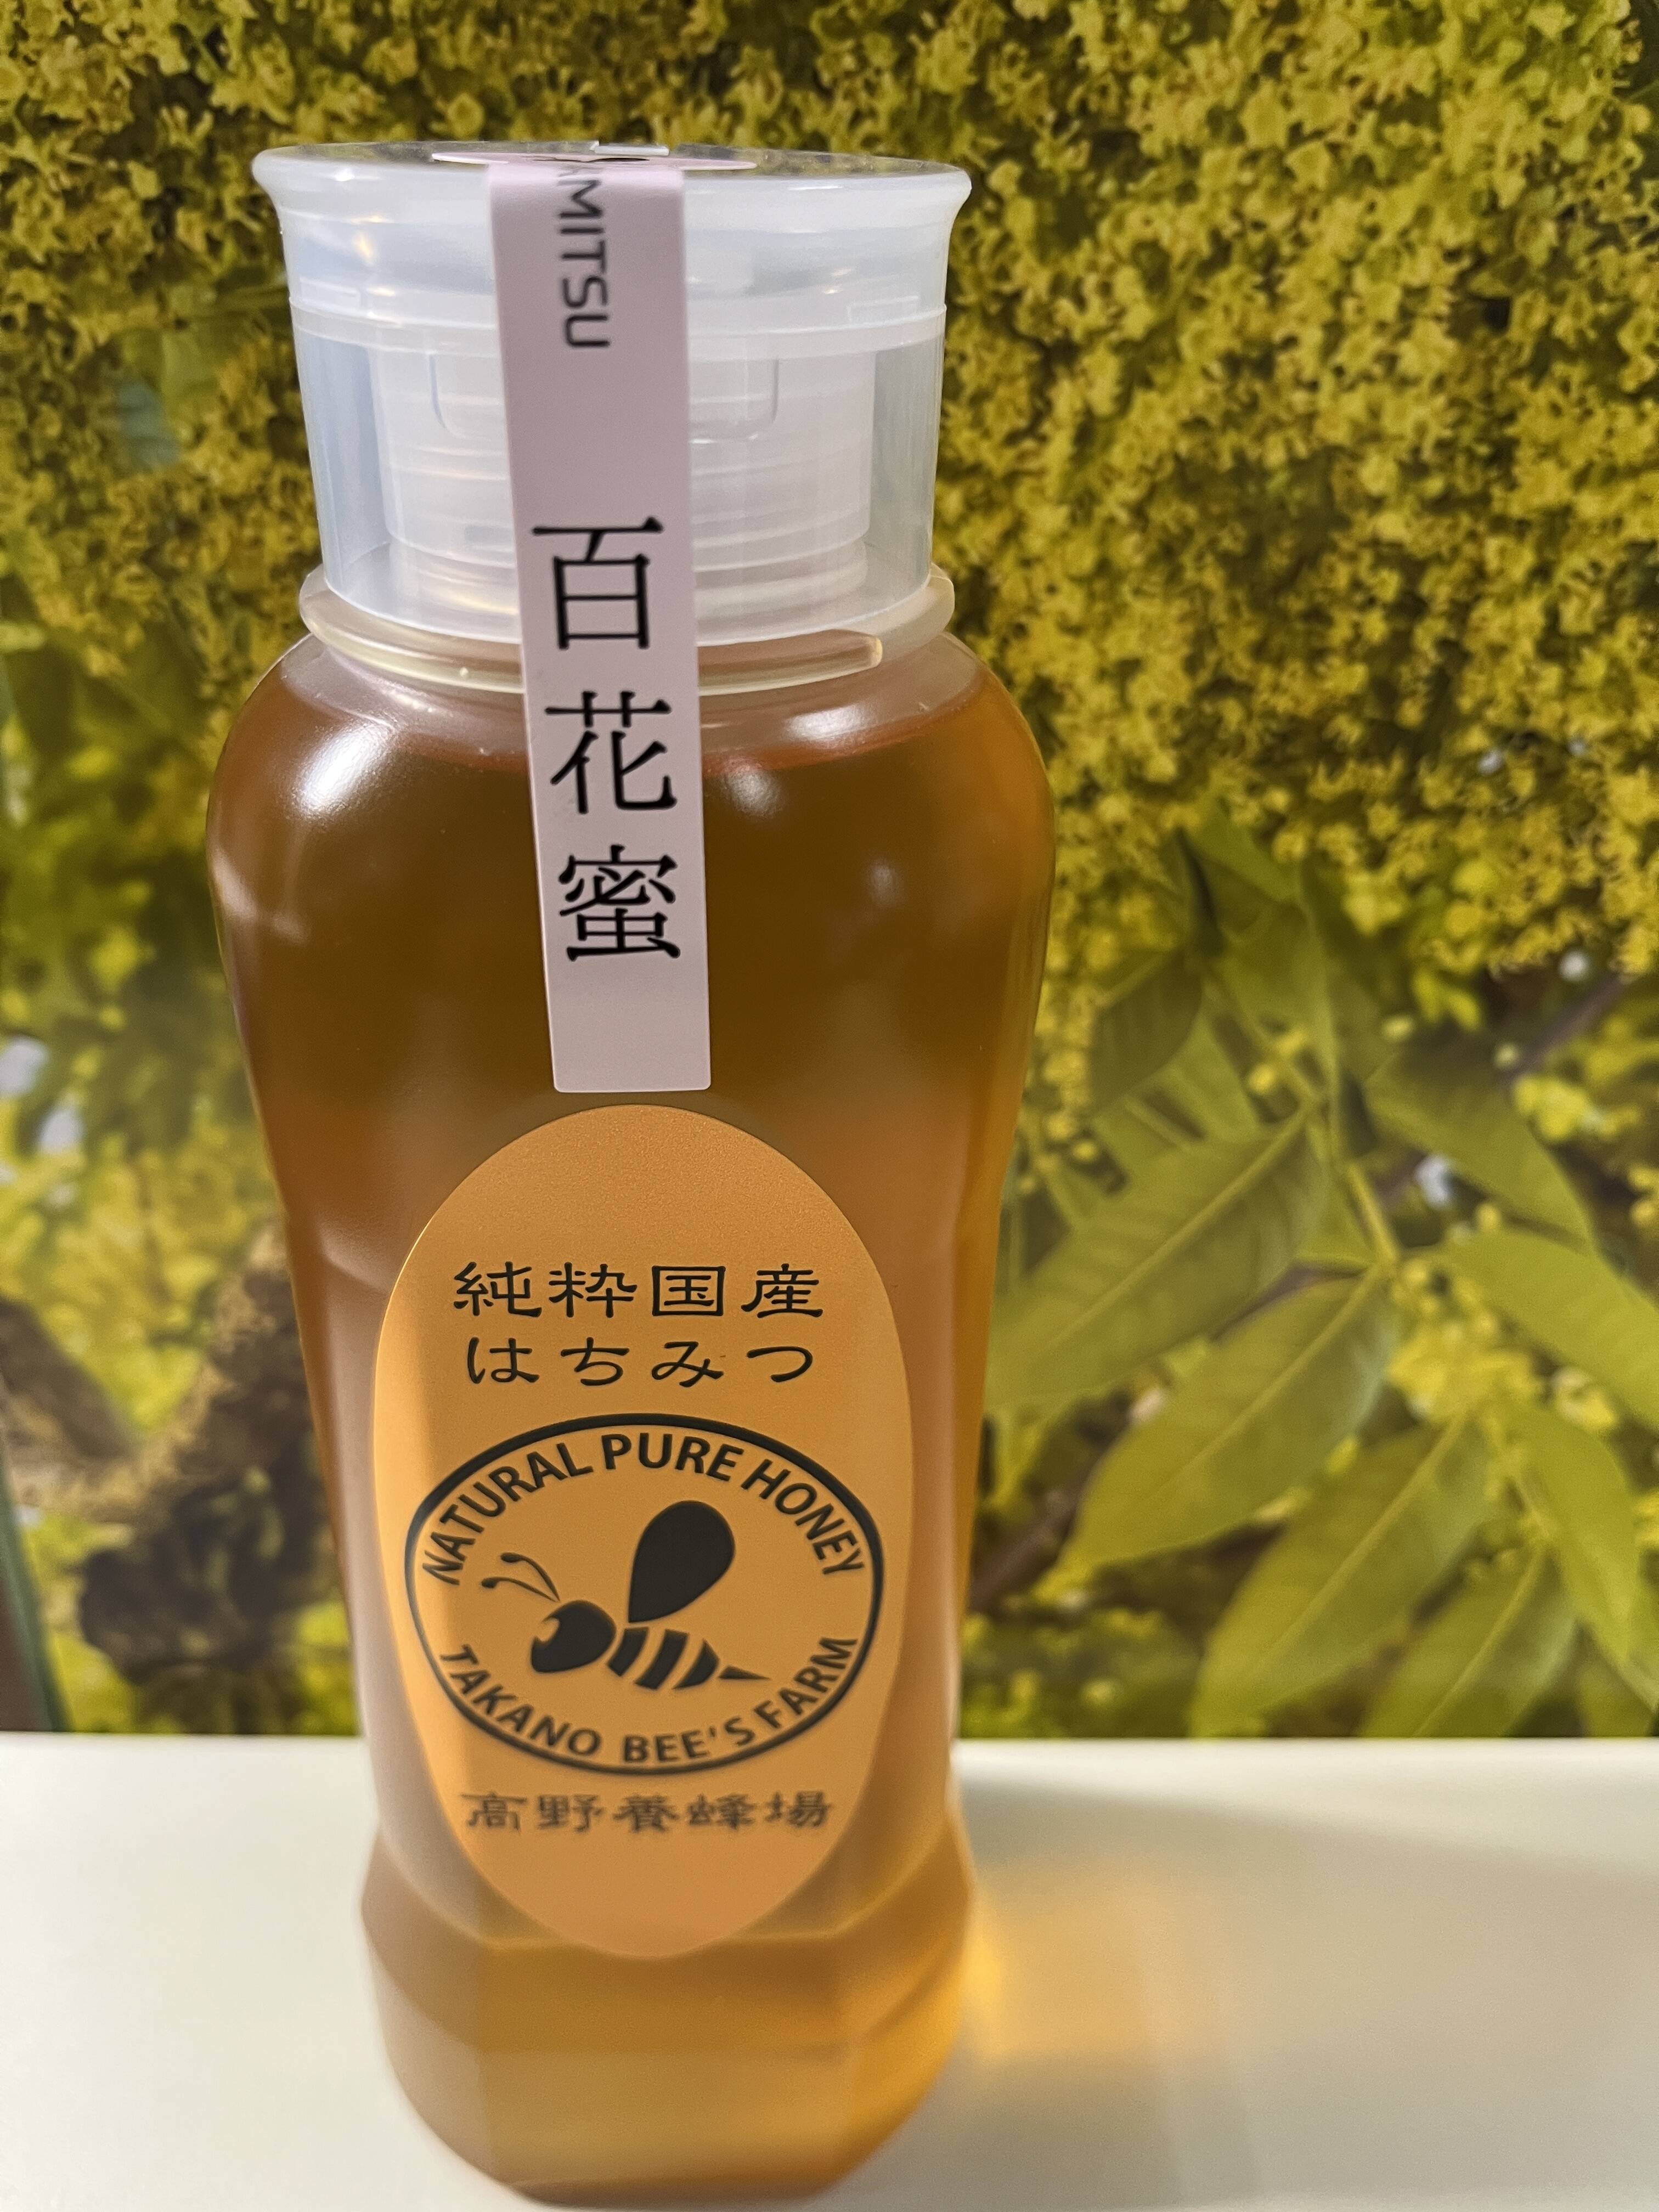 MITSU
百花蜜
純粋国産
はちみつ
NATURAL PURE HONEY
TAKANO BEE'S FARM
高野養蜂場